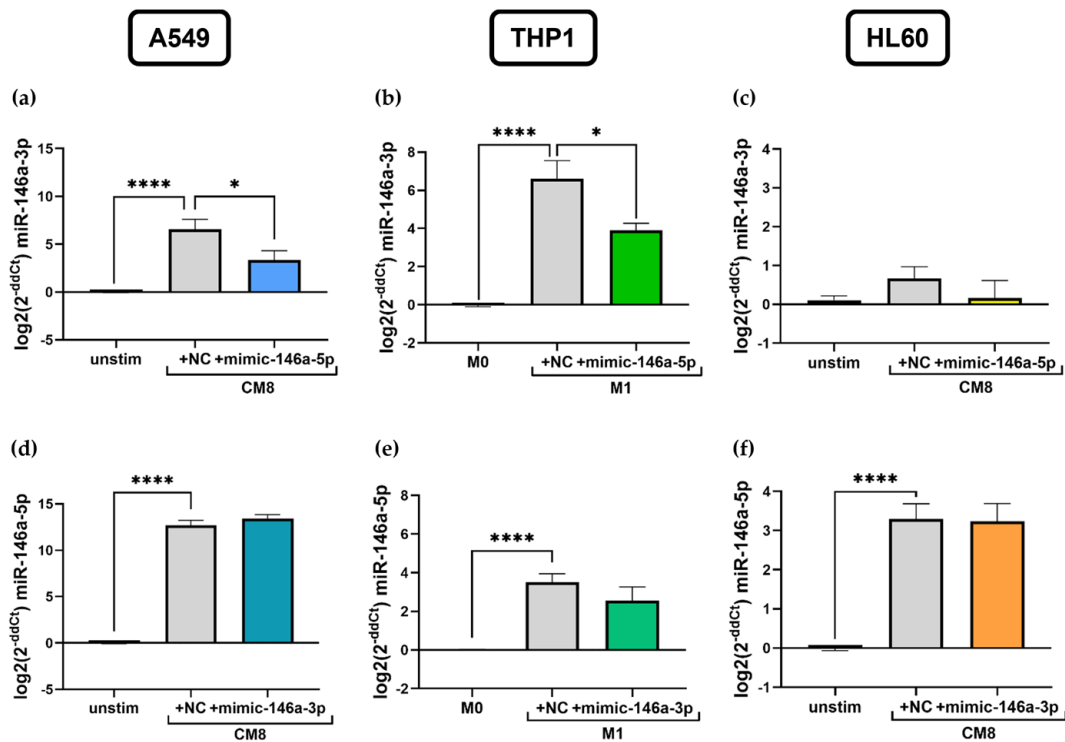 A549 THP1 HL60
(a) (b) (c)
log2(2^-ddCt) miR-146a-3p
15
10
5
0
-5
**** *
unstim +NC +mimic-146a-5p
CM8
log2(2^-ddCt) miR-146a-3p
8
6
4
2
0
-2
**** *
M0 +NC +mimic-146a-5p
M1
log2(2^-ddCt) miR-146a-3p
4
3
2
1
0
-1
unstim +NC +mimic-146a-5p
CM8
(d) (e) (f)
log2(2^-ddCt) miR-146a-5p
15
10
5
0
-5
****
unstim +NC +mimic-146a-3p
CM8
log2(2^-ddCt) miR-146a-5p
8
6
4
2
0
-2
****
M0 +NC +mimic-146a-3p
M1
log2(2^-ddCt) miR-146a-5p
4
3
2
1
0
-1
****
unstim +NC +mimic-146a-3p
CM8